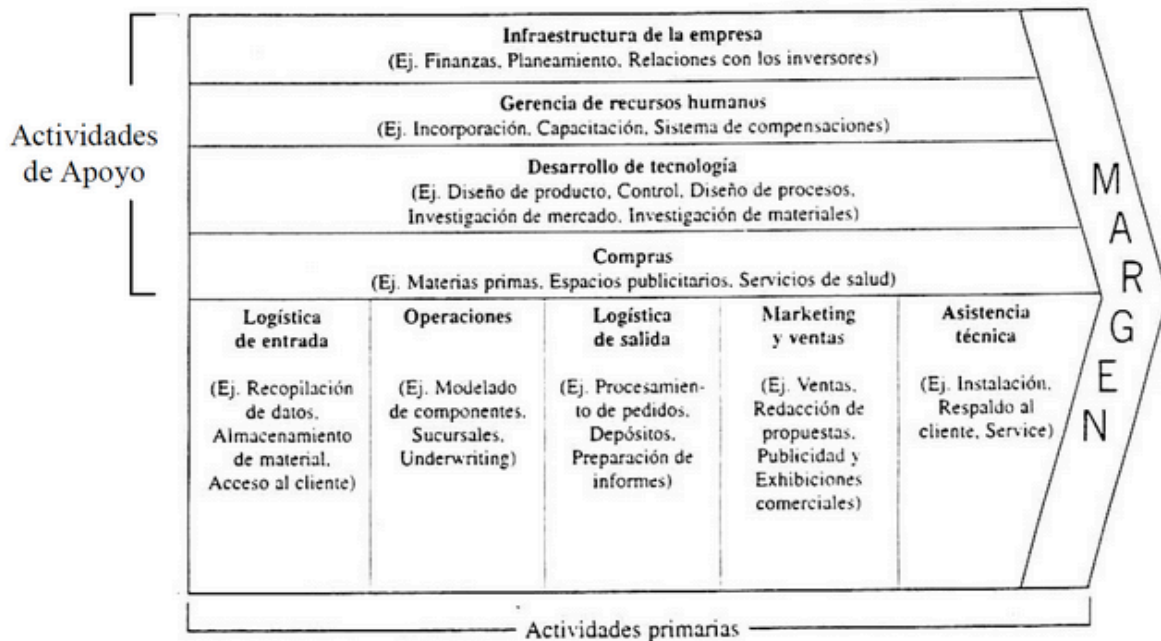 Infraestructura de la empresa
(Ej. Finanzas, Planeamiento, Relaciones con los inversores)
Gerencia de recursos humanos
(Ej. Incorporación, Capacitación, Sistema de compensaciones)
Actividades
de Apoyo
Desarrollo de tecnología
(Ej. Diseño de producto, Control, Diseño de procesos,
Investigación de mercado, Investigación de materiales)
Compras
(Ej. Materias primas, Espacios publicitarios, Servicios de salud)
Logística
de entrada
(Ej. Recopilación
de datos,
Almacenamiento
de material,
Acceso al cliente)
Operaciones
(Ej. Modelado
de componentes,
Sucursales,
Underwriting)
Logística
de salida
(Ej. Procesamien-
to de pedidos,
Depósitos,
Preparación de
informes)
Marketing
y ventas
(Ej. Ventas,
Redacción de
propuestas,
Publicidad y
Exhibiciones
comerciales)
Asistencia
técnica
(Ej. Instalación,
Respaldo al
cliente, Service)
MARGEN
Actividades primarias